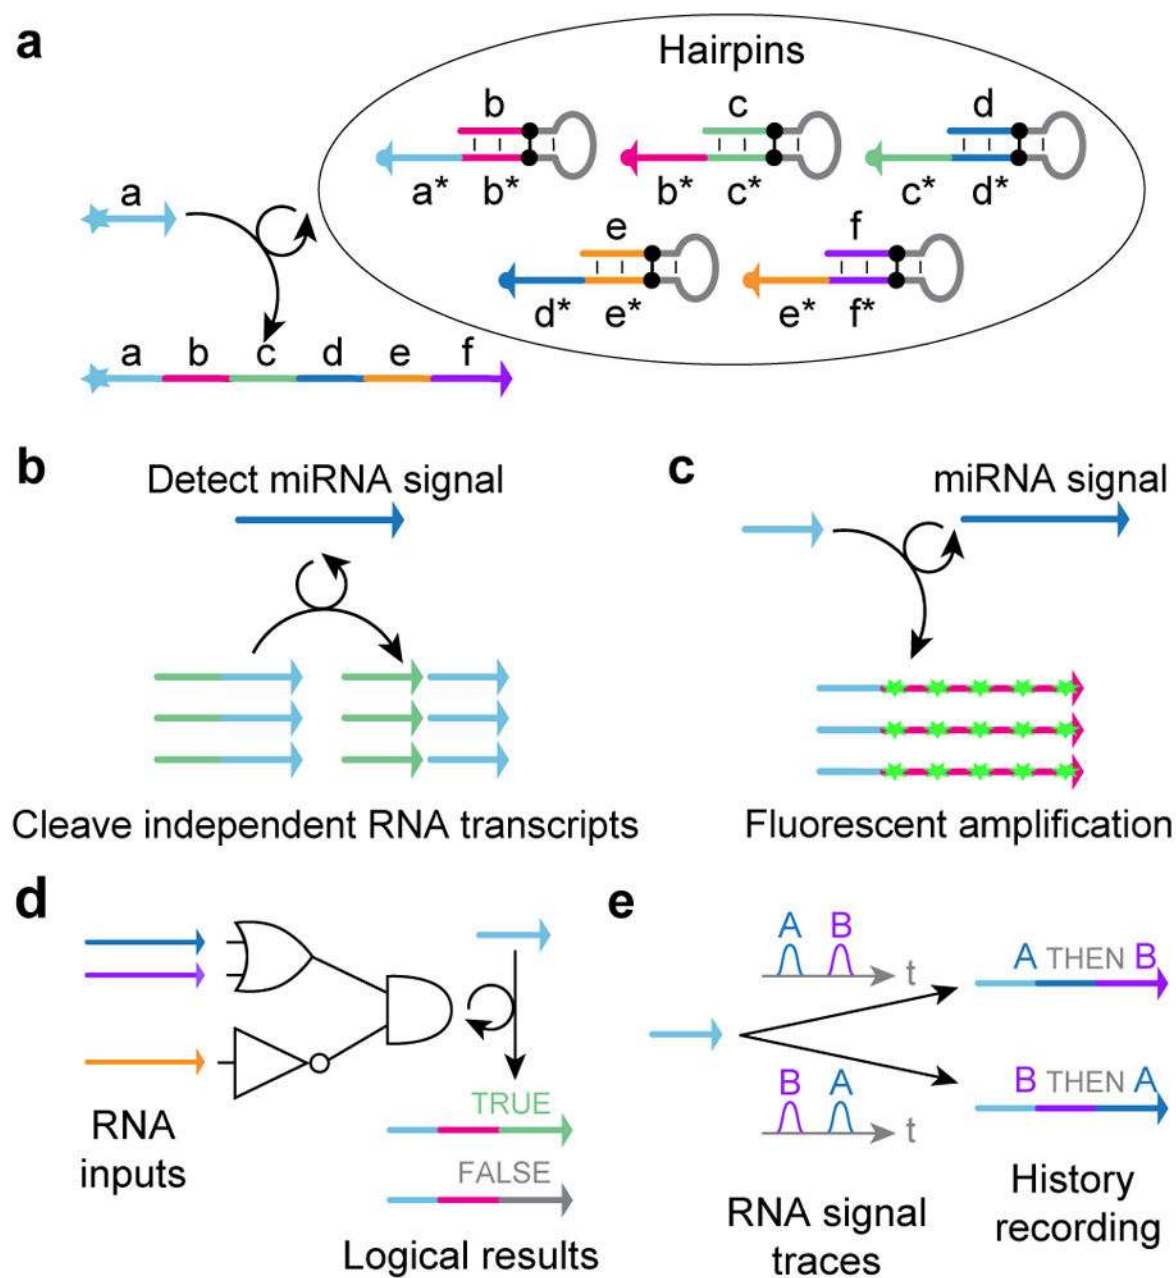 a
Hairpins
b
c
d
a* b*
b* c*
c* d*
a
e
f
d* e*
e* f*
a b c d e f
b
Detect miRNA signal
Cleave independent RNA transcripts
c
miRNA signal
Fluorescent amplification
d
RNA
inputs
TRUE
FALSE
Logical results
e
A B
t
A THEN B
B A
t
B THEN A
RNA signal
traces
History
recording